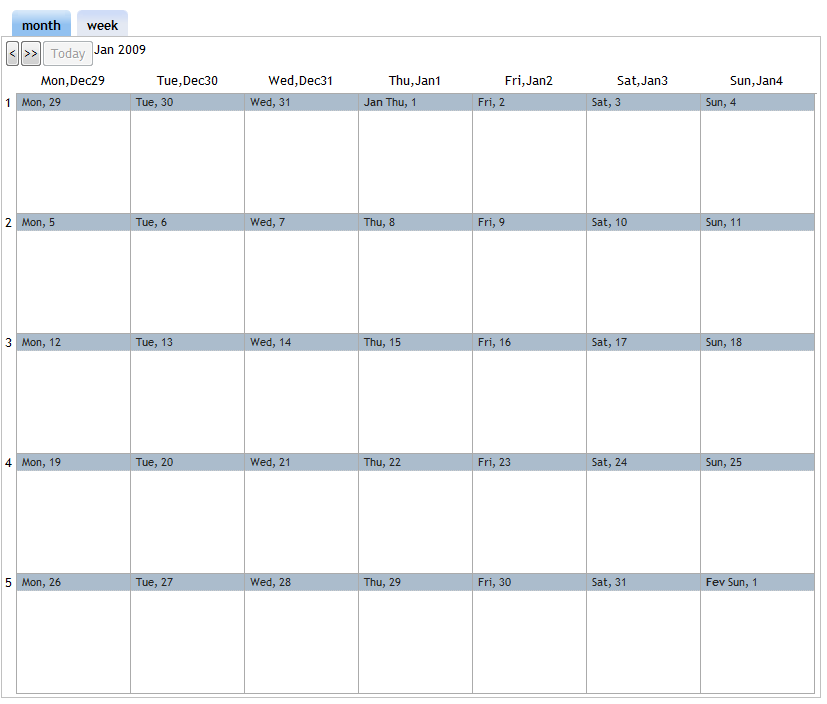 month week
< >> Today Jan 2009
Mon,Dec29 Tue,Dec30 Wed,Dec31 Thu,Jan1 Fri,Jan2 Sat,Jan3 Sun,Jan4
1 Mon, 29 Tue, 30 Wed, 31 Jan Thu, 1 Fri, 2 Sat, 3 Sun, 4
2 Mon, 5 Tue, 6 Wed, 7 Thu, 8 Fri, 9 Sat, 10 Sun, 11
3 Mon, 12 Tue, 13 Wed, 14 Thu, 15 Fri, 16 Sat, 17 Sun, 18
4 Mon, 19 Tue, 20 Wed, 21 Thu, 22 Fri, 23 Sat, 24 Sun, 25
5 Mon, 26 Tue, 27 Wed, 28 Thu, 29 Fri, 30 Sat, 31 Fev Sun, 1